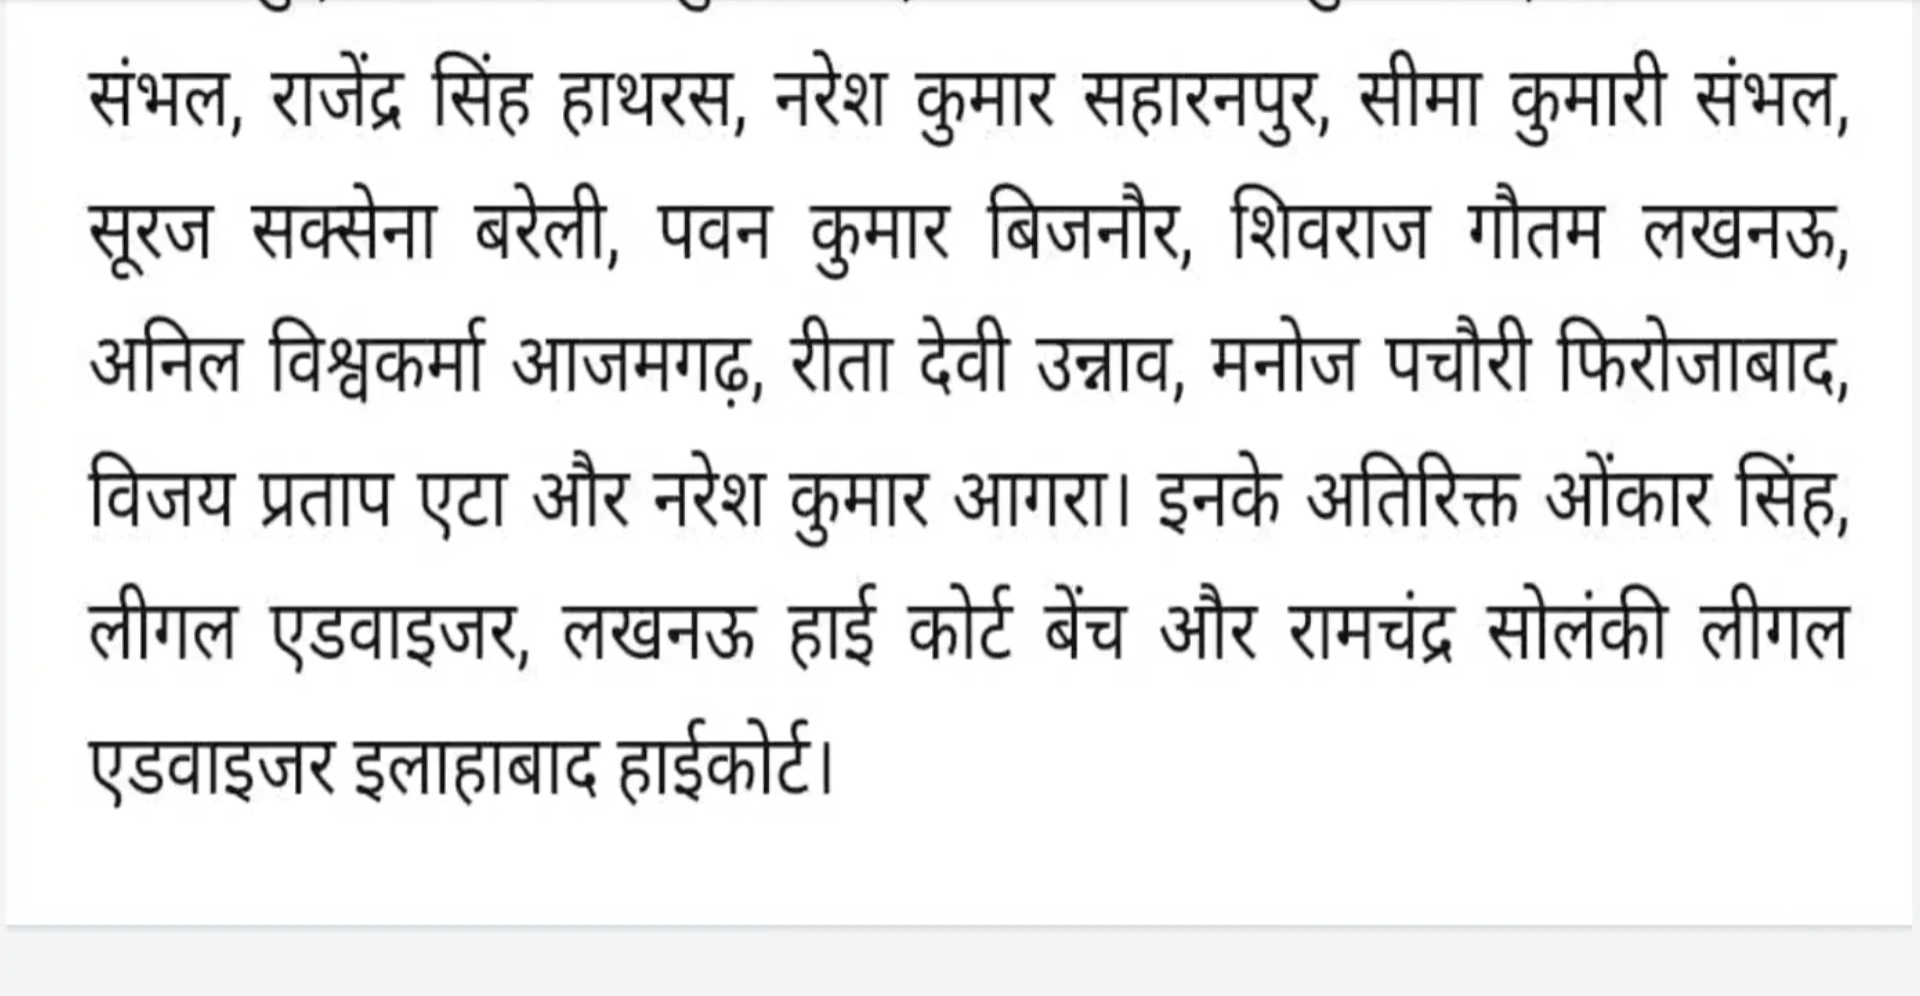 संभल, राजेंद्र सिंह हाथरस, नरेश कुमार सहारनपुर, सीमा कुमारी संभल,
सूरज सक्सेना बरेली, पवन कुमार बिजनौर, शिवराज गौतम लखनऊ,
अनिल विश्वकर्मा आजमगढ़, रीता देवी उन्नाव, मनोज पचौरी फिरोजाबाद,
विजय प्रताप एटा और नरेश कुमार आगरा। इनके अतिरिक्त ओंकार सिंह,
लीगल एडवाइजर, लखनऊ हाई कोर्ट बेंच और रामचंद्र सोलंकी लीगल
एडवाइजर इलाहाबाद हाईकोर्ट।